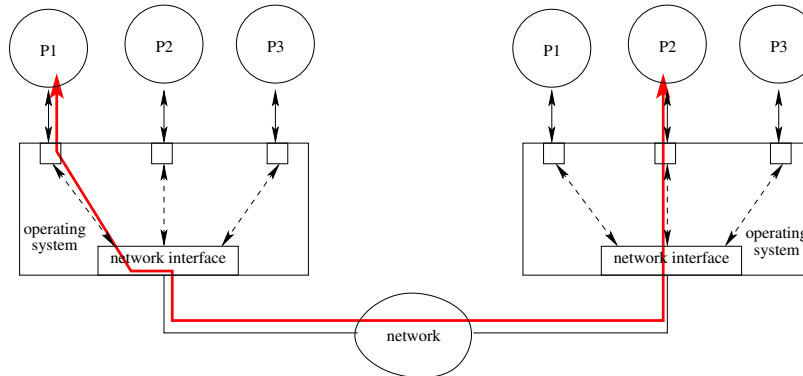 P1
P2
P3
P1
P2
P3
operating
system
network interface
network interface
operating
system
network